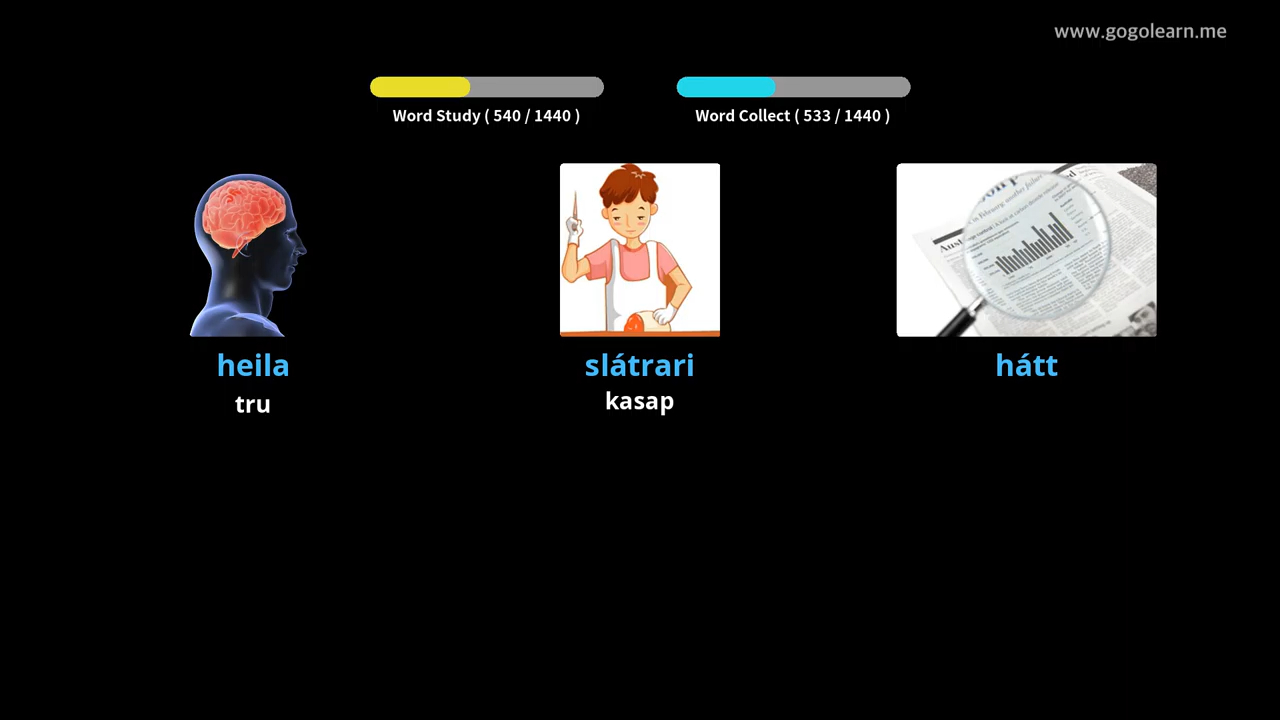 www.gogolearn.me
Word Study ( 540 / 1440 )
Word Collect ( 533 / 1440 )
heila
slátrari
hátt
tru
kasap